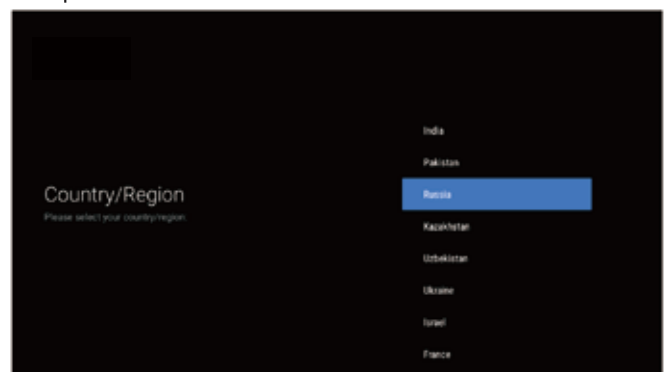 Country/Region
Please select your country/region.
India
Pakistan
Russia
Kazakhstan
Uzbekistan
Ukraine
Israel
France